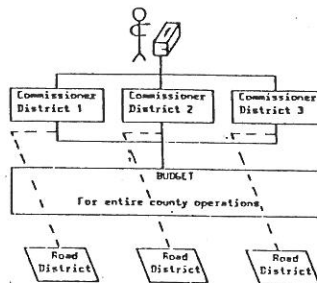 Commissioner
District 1
Commissioner
District 2
Commissioner
District 3
BUDGET
For entire county operations
Road
District
Road
District
Road
District